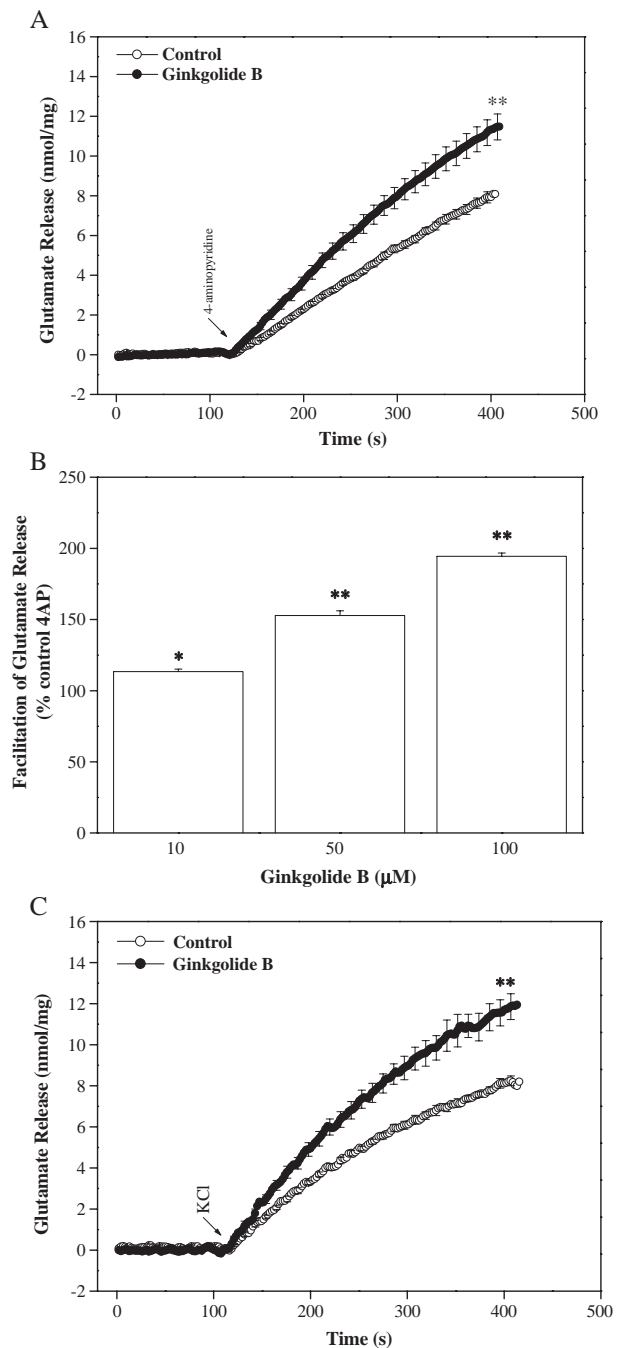 A
16
14
12
10
8
6
4
2
0
-2
Glutamate Release (nmol/mg)
Control
Ginkgolide B
4-aminopyridine
**
0 100 200 300 400 500
Time (s)
B
250
200
150
100
50
0
Facilitation of Glutamate Release
(% control 4AP)
*
**
**
10 50 100
Ginkgolide B (μM)
C
16
14
12
10
8
6
4
2
0
-2
Glutamate Release (nmol/mg)
Control
Ginkgolide B
KCl
**
0 100 200 300 400 500
Time (s)